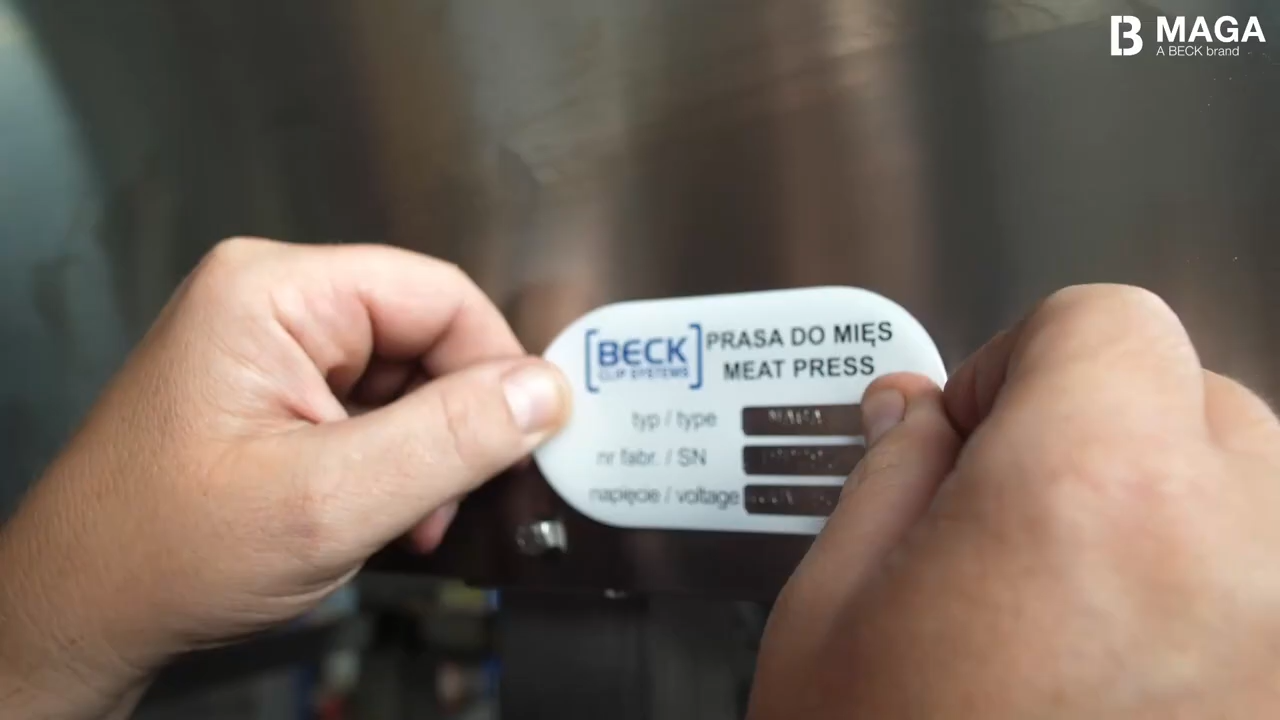 MAGA
A BECK brand
BECK
CLIP SYSTEMS
PRASA DO MIĘS
MEAT PRESS
typ / type
nr fabr. / SN
napięcie / voltage